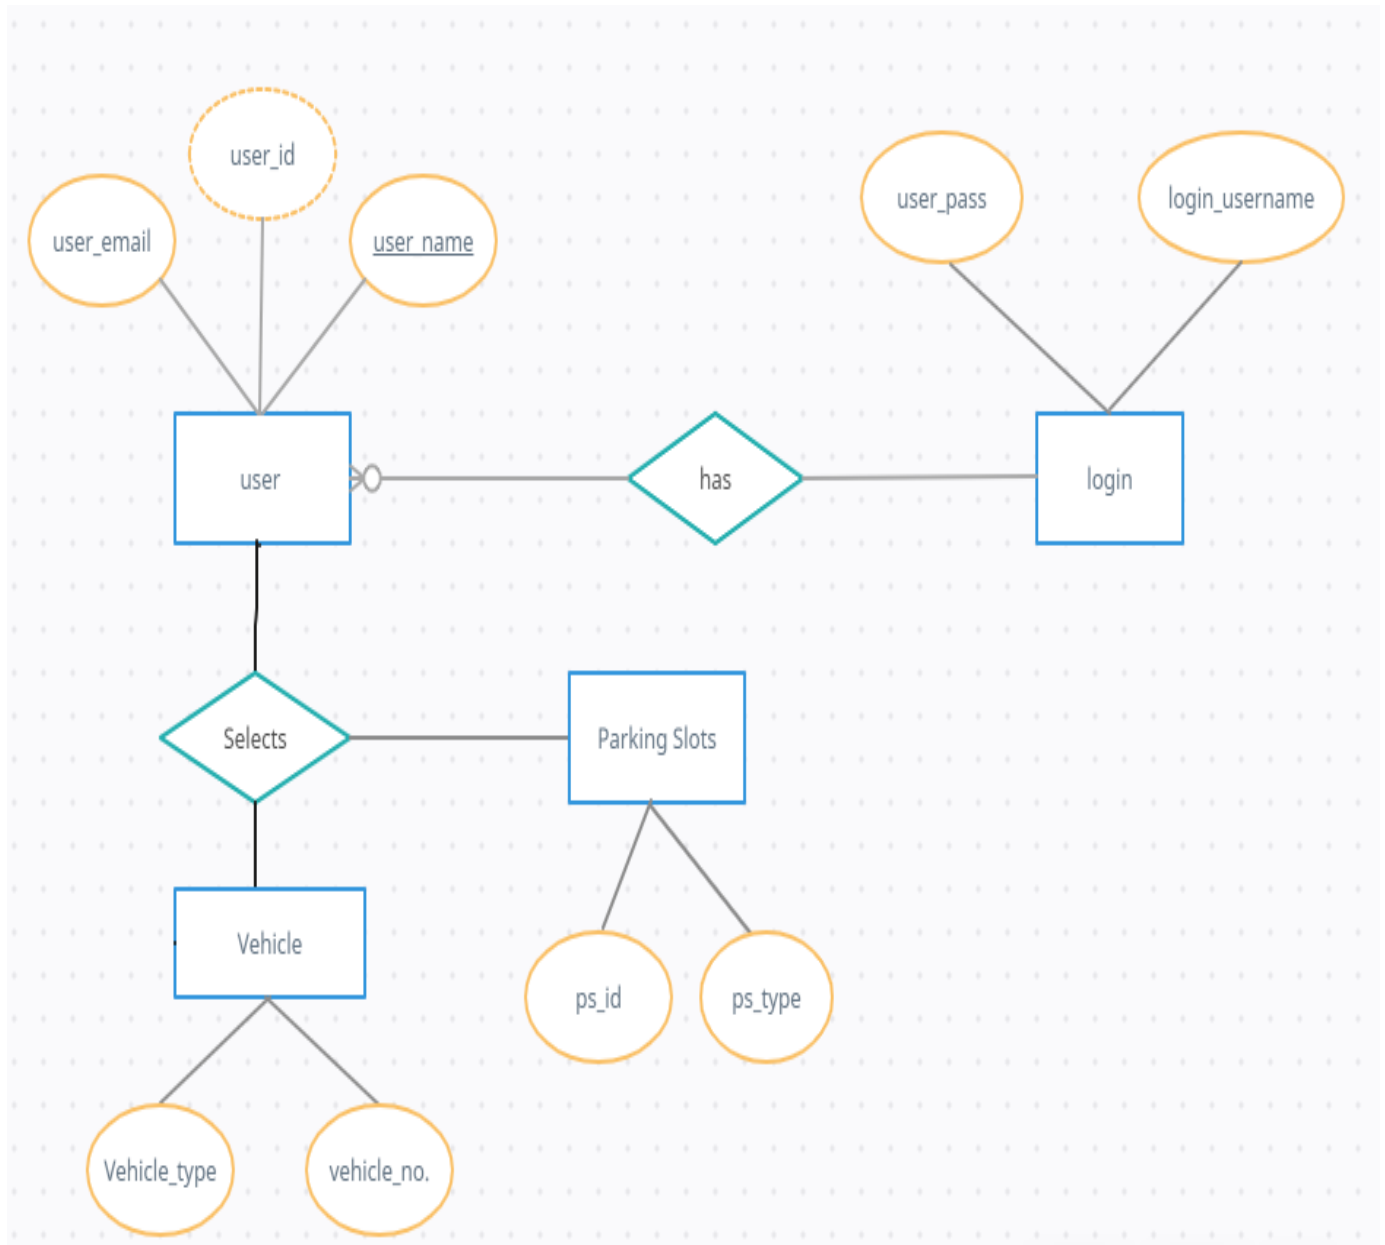 user_id
user_email
user_name
user_pass
login_username
user
has
login
Selects
Parking Slots
Vehicle
ps_id
ps_type
Vehicle_type
vehicle_no.